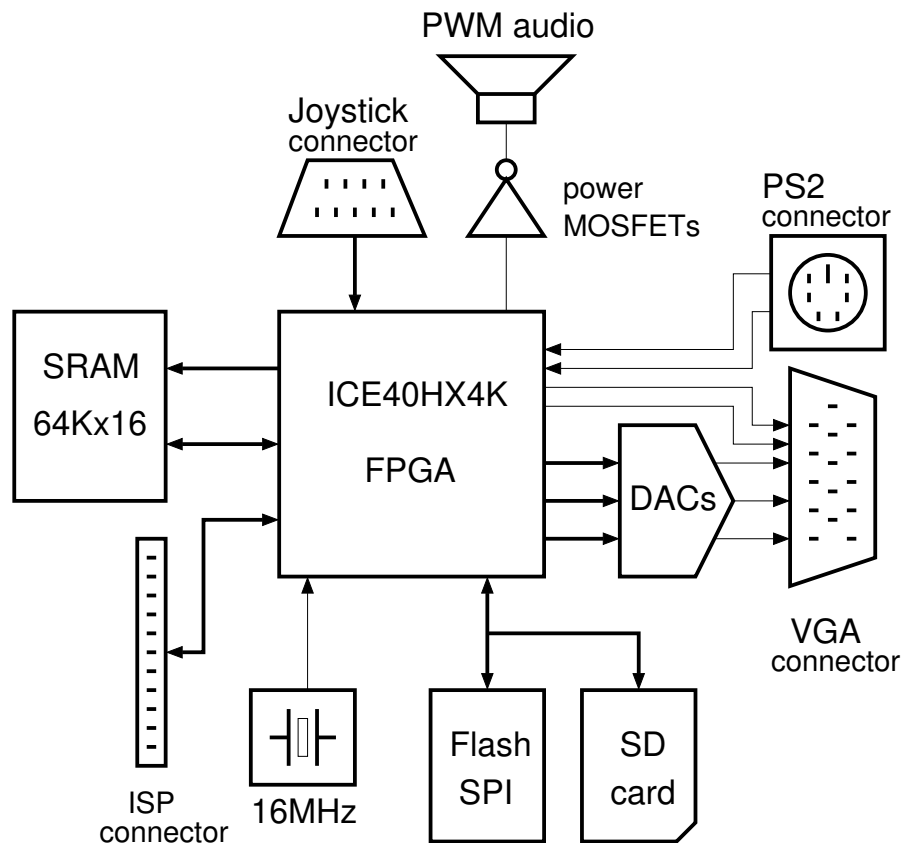 PWM audio
Joystick
connector
power
MOSFETs
PS2
connector
SRAM
64Kx16
ICE40HX4K
FPGA
DACs
VGA
connector
ISP
connector
16MHz
Flash
SPI
SD
card